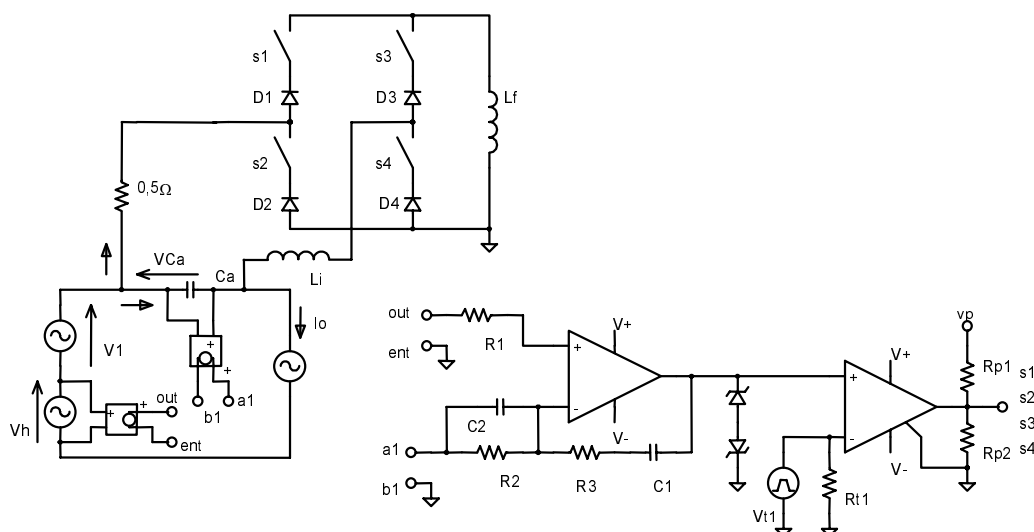 s1
s3
D1
D3
Lf
s2
s4
0,5Ω
D2
D4
VCa
Ca
Li
Io
V1
out
V+
vp
ent
R1
Rp1
s1
V+
s2
+
-
+
-
+
+
+
b1
a1
out
Vh
ent
C2
V-
s3
a1
R2
R3
C1
V-
Rp2
s4
b1
Vt1
Rt1